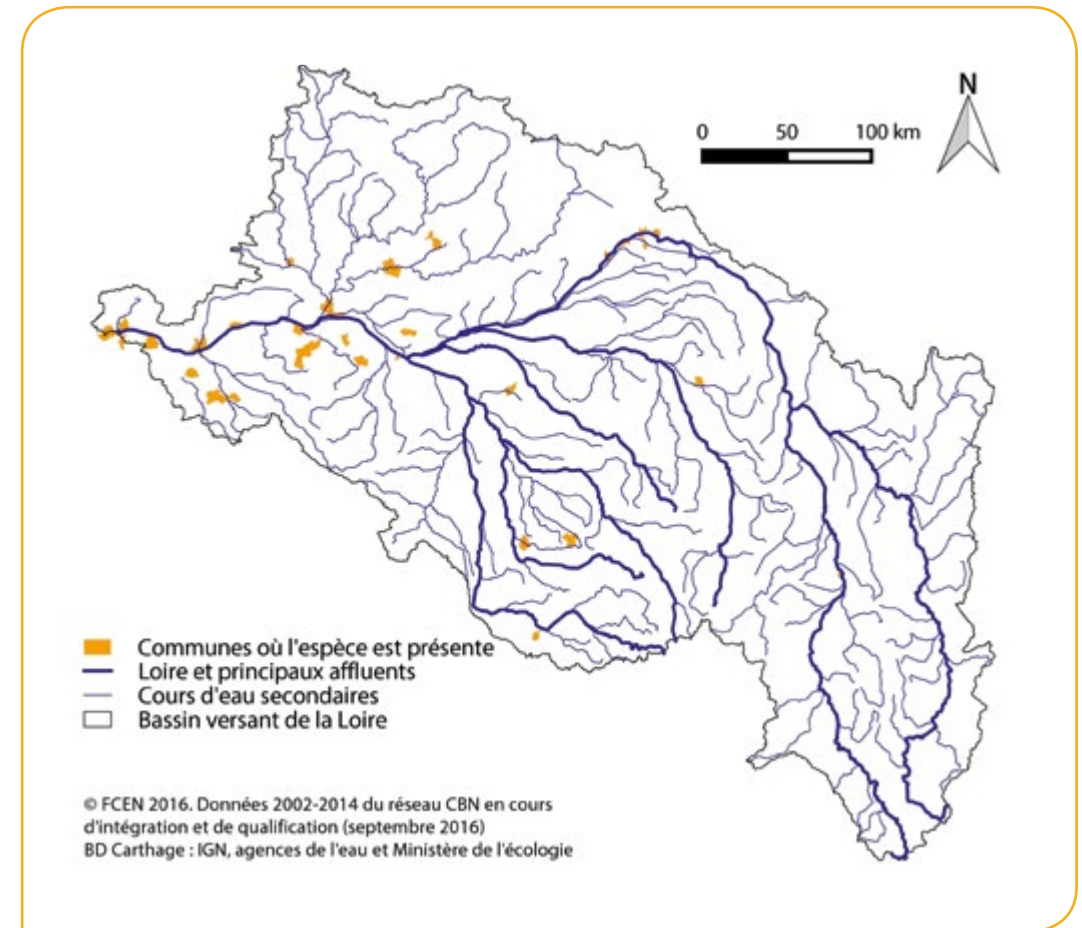 N
0 50 100 km
Communes où l'espèce est présente
Loire et principaux affluents
Cours d'eau secondaires
Bassin versant de la Loire
© FCEN 2016. Données 2002-2014 du réseau CBN en cours
d'intégration et de qualification (septembre 2016)
BD Carthage : IGN, agences de l'eau et Ministère de l'écologie